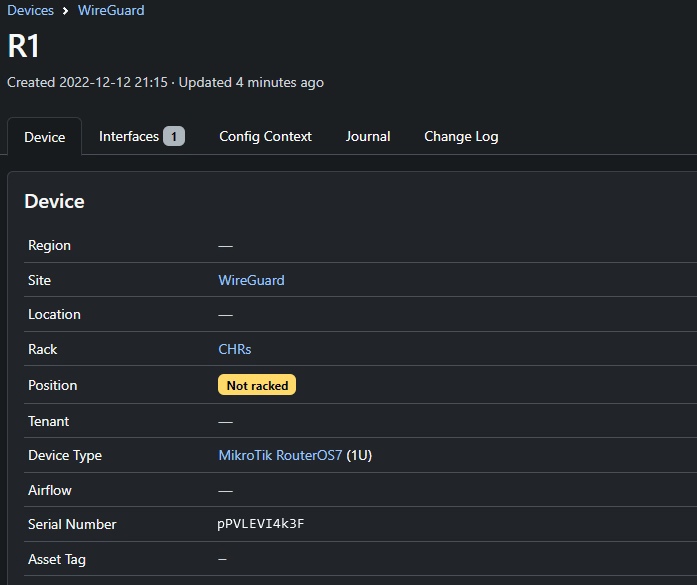 Devices > WireGuard
R1
Created 2022-12-12 21:15 · Updated 4 minutes ago
Device Interfaces 1 Config Context Journal Change Log
Device
Region —
Site WireGuard
Location —
Rack CHRs
Position Not racked
Tenant —
Device Type MikroTik RouterOS7 (1U)
Airflow —
Serial Number pPVLEVI4k3F
Asset Tag –